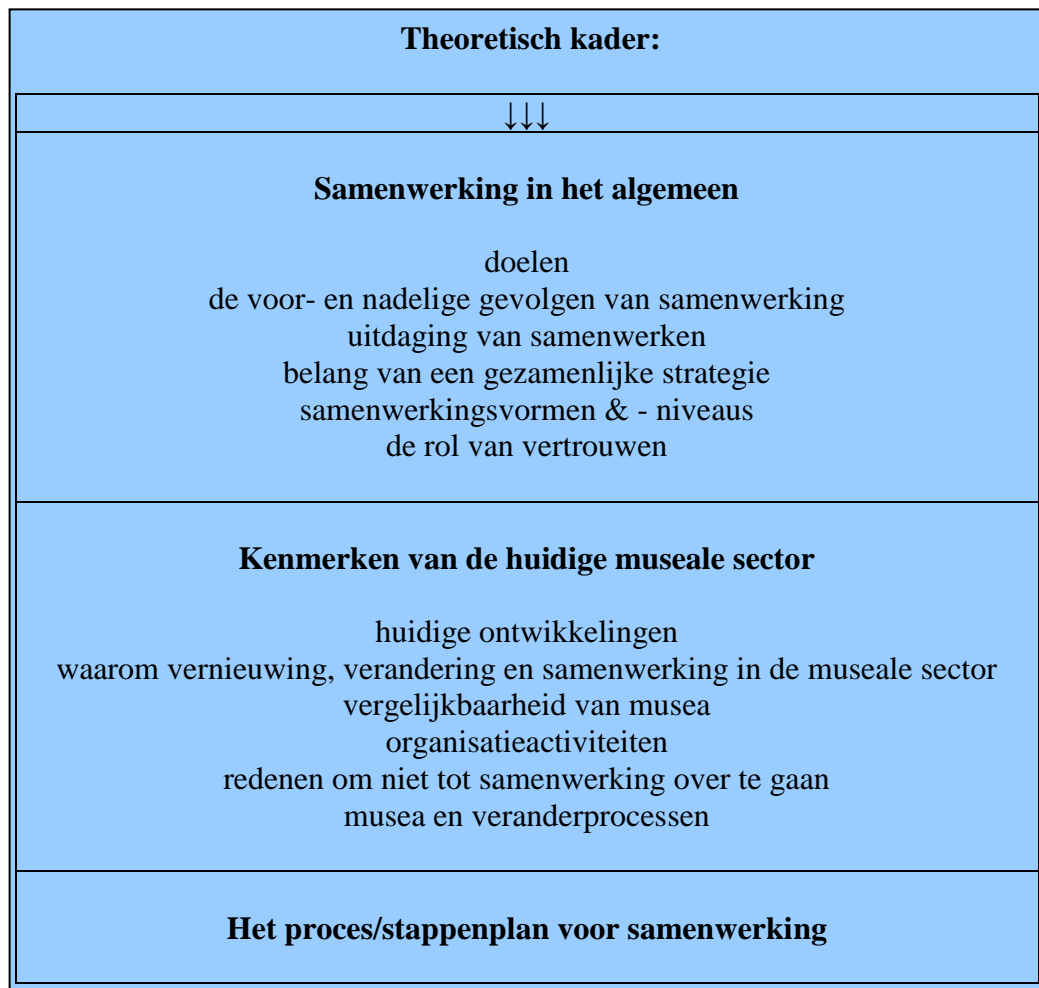 Theoretisch kader:
↓↓↓
Samenwerking in het algemeen
doelen
de voor- en nadelige gevolgen van samenwerking
uitdaging van samenwerken
belang van een gezamenlijke strategie
samenwerkingsvormen & - niveaus
de rol van vertrouwen
Kenmerken van de huidige museale sector
huidige ontwikkelingen
waarom vernieuwing, verandering en samenwerking in de museale sector
vergelijkbaarheid van musea
organisatieactiviteiten
redenen om niet tot samenwerking over te gaan
musea en veranderprocessen
Het proces/stappenplan voor samenwerking